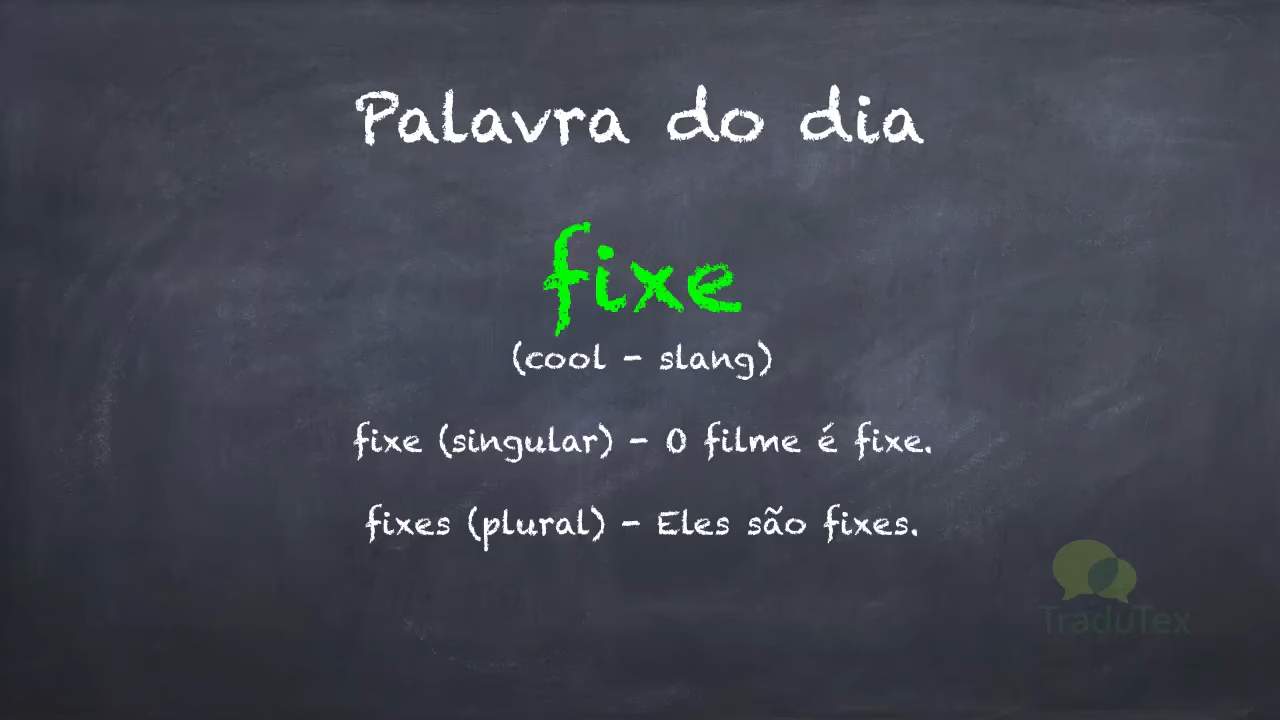 Palavra do dia
fixe
(cool - slang)
fixe (singular) - O filme é fixe.
fixes (plural) - Eles são fixes.
TraduTex